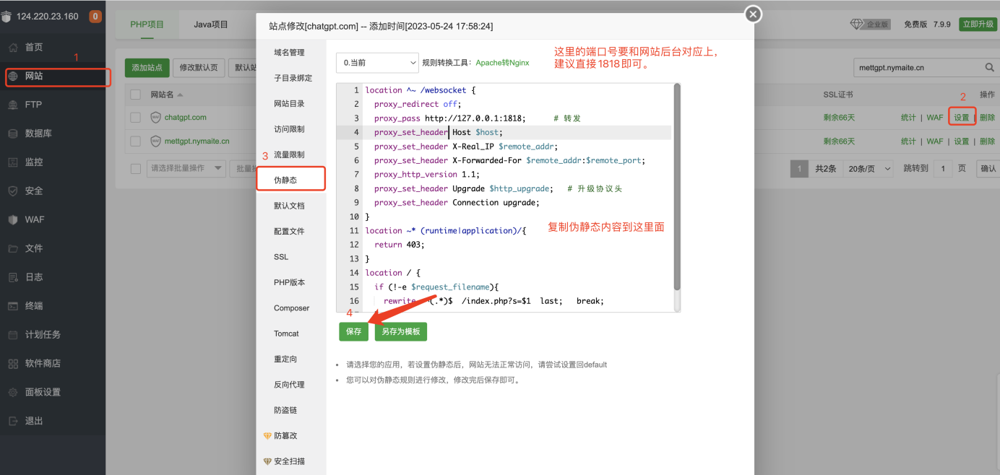 124.220.23.160
0
首页
1
网站
FTP
数据库
监控
安全
WAF
文件
日志
终端
计划任务
软件商店
面板设置
退出
PHP项目
Java项目
企业版
免费版 7.9.9
立即升级
添加站点
修改默认页
默认站
mettgpt.nymaite.cn
网站名
SSL证书
2
操作
chatgpt.com
剩余66天
统计 | WAF | 设置 | 删除
mettgpt.nymaite.cn
剩余66天
统计 | WAF | 设置 | 删除
请选择批量操作
批量
1
共2条
20条/页
跳转到
1
页
确认
站点修改[chatgpt.com] -- 添加时间[2023-05-24 17:58:24]
域名管理
子目录绑定
网站目录
访问限制
流量限制
3
伪静态
默认文档
配置文件
SSL
PHP版本
Composer
Tomcat
重定向
反向代理
防盗链
防篡改
安全扫描
0.当前
规则转换工具：Apache转Nginx
这里的端口号要和网站后台对应上，
建议直接1818即可。
1 location ^~ /websocket {
2 proxy_redirect off;
3 proxy_pass http://127.0.0.1:1818; # 转发
4 proxy_set_header Host $host;
5 proxy_set_header X-Real_IP $remote_addr;
6 proxy_set_header X-Forwarded-For $remote_addr:$remote_port;
7 proxy_http_version 1.1;
8 proxy_set_header Upgrade $http_upgrade; # 升级协议头
9 proxy_set_header Connection upgrade;
10 }
11 location ~* (runtime|application)/{
12 return 403;
13 }
14 location / {
15 if (!-e $request_filename){
16 rewrite (.*)$ /index.php?s=$1 last; break;
复制伪静态内容到这里面
4
保存
另存为模板
请选择您的应用，若设置伪静态后，网站无法正常访问，请尝试设置回default
您可以对伪静态规则进行修改，修改完后保存即可。